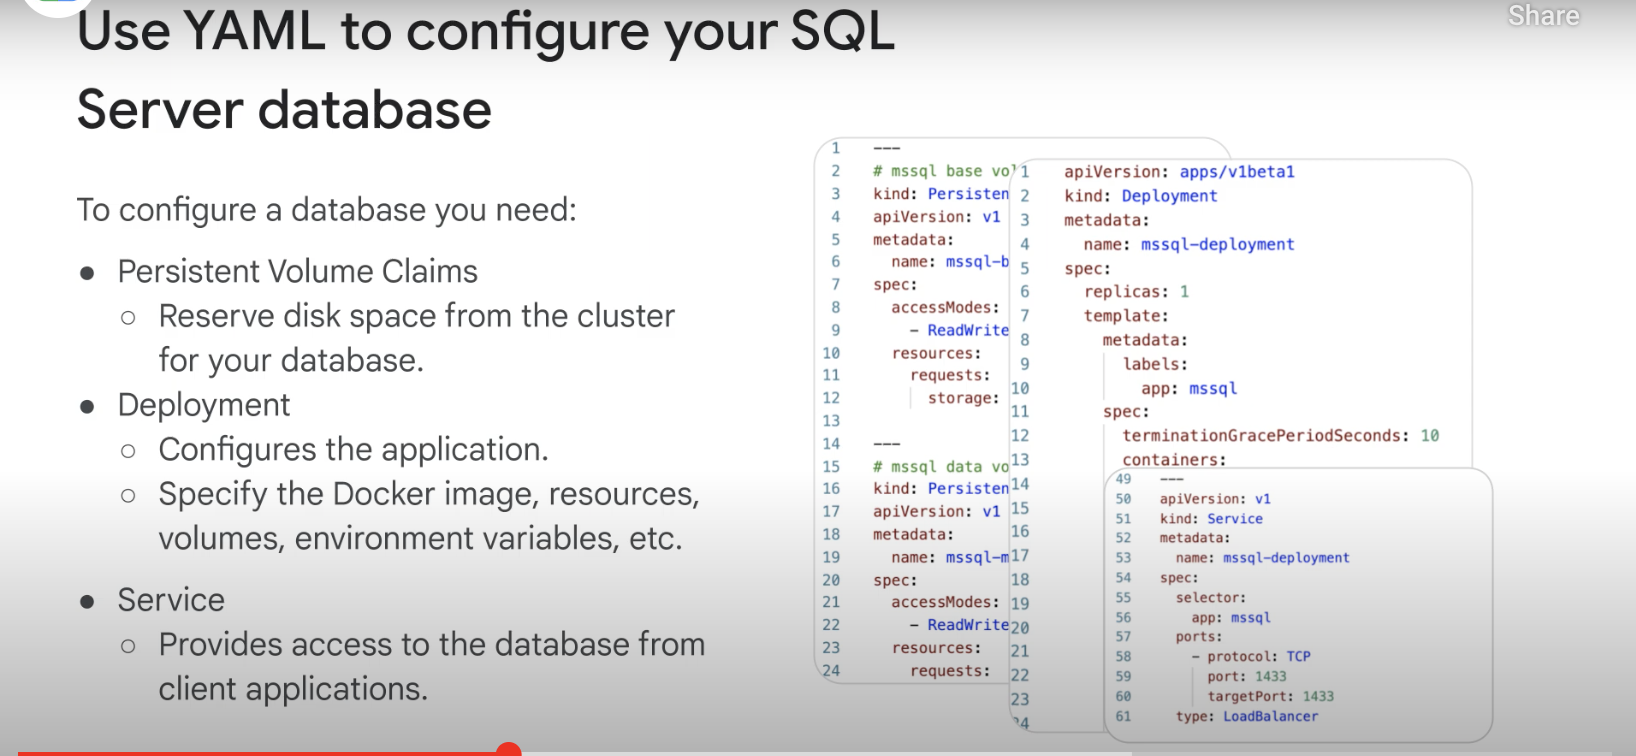 Use YAML to configure your SQL
Server database
Share
To configure a database you need:
● Persistent Volume Claims
○ Reserve disk space from the cluster
for your database.
● Deployment
○ Configures the application.
○ Specify the Docker image, resources,
volumes, environment variables, etc.
● Service
○ Provides access to the database from
client applications.
1 ---
2 # mssql base vo
3 kind: Persisten
4 apiVersion: v1
5 metadata:
6 name: mssql-b
7 spec:
8 accessModes:
9 - ReadWrite
10 resources:
11 requests:
12 storage:
13
14 ---
15 # mssql data vo
16 kind: Persisten
17 apiVersion: v1
18 metadata:
19 name: mssql-m
20 spec:
21 accessModes:
22 - ReadWrite
23 resources:
24 requests:
1 apiVersion: apps/v1beta1
2 kind: Deployment
3 metadata:
4 name: mssql-deployment
5 spec:
6 replicas: 1
7 template:
8 metadata:
9 labels:
10 app: mssql
11 spec:
12 terminationGracePeriodSeconds: 10
13 containers:
14
15
16
17
18
19
20
21
22
23
24
49 ---
50 apiVersion: v1
51 kind: Service
52 metadata:
53 name: mssql-deployment
54 spec:
55 selector:
56 app: mssql
57 ports:
58 - protocol: TCP
59 port: 1433
60 targetPort: 1433
61 type: LoadBalancer